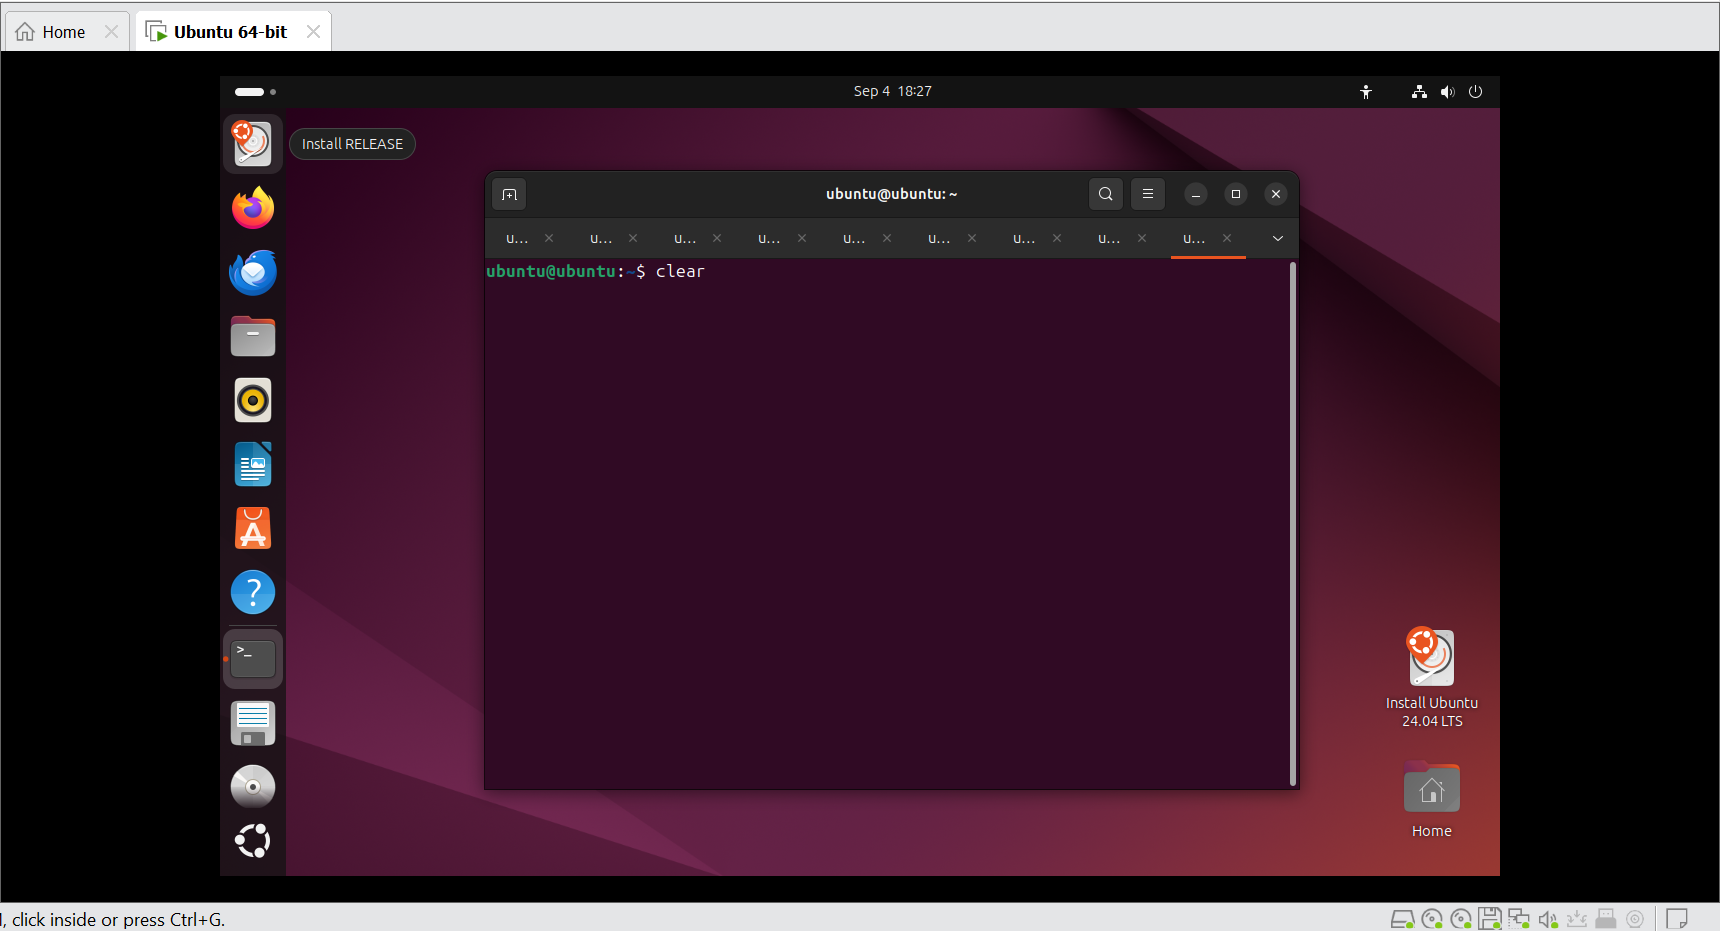 Home
Ubuntu 64-bit
Sep 4 18:27
Install RELEASE
ubuntu@ubuntu: ~
u... u... u... u... u... u... u... u... u...
ubuntu@ubuntu:~$ clear
>_
Install Ubuntu
24.04 LTS
Home
, click inside or press Ctrl+G.